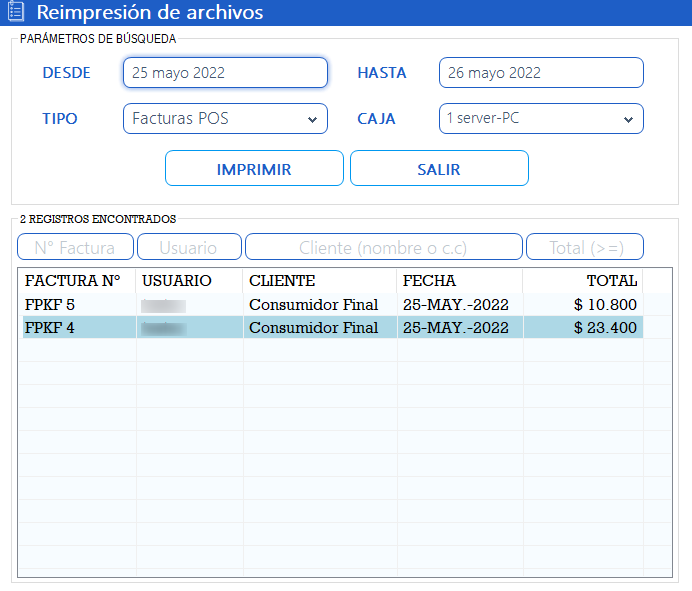 Reimpresión de archivos
PARÁMETROS DE BÚSQUEDA
DESDE 25 mayo 2022 HASTA 26 mayo 2022
TIPO Facturas POS CAJA 1 server-PC
IMPRIMIR SALIR
2 REGISTROS ENCONTRADOS
N° Factura Usuario Cliente (nombre o c.c) Total (>=)
FACTURA N° USUARIO CLIENTE FECHA TOTAL
FPKF 5 Consumidor Final 25-MAY.-2022 $ 10.800
FPKF 4 Consumidor Final 25-MAY.-2022 $ 23.400